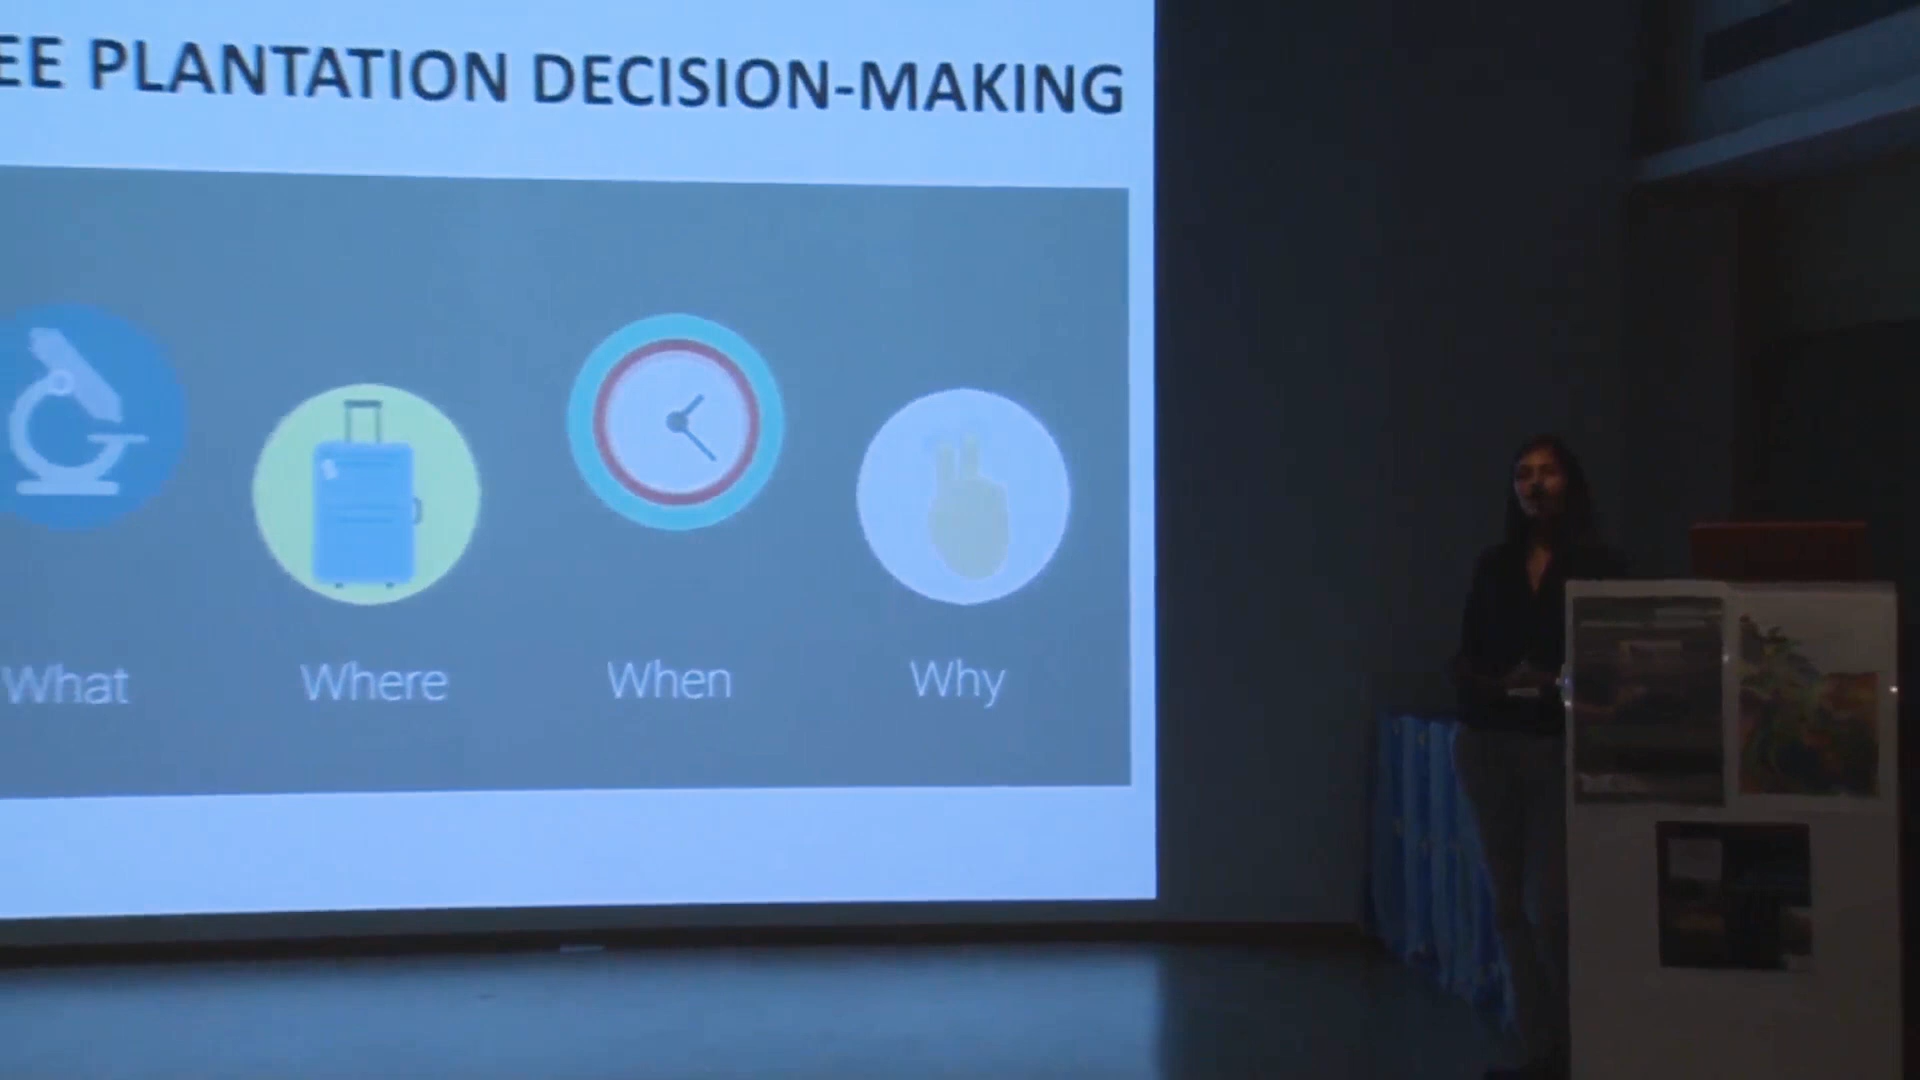 EE PLANTATION DECISION-MAKING
What
Where
When
Why